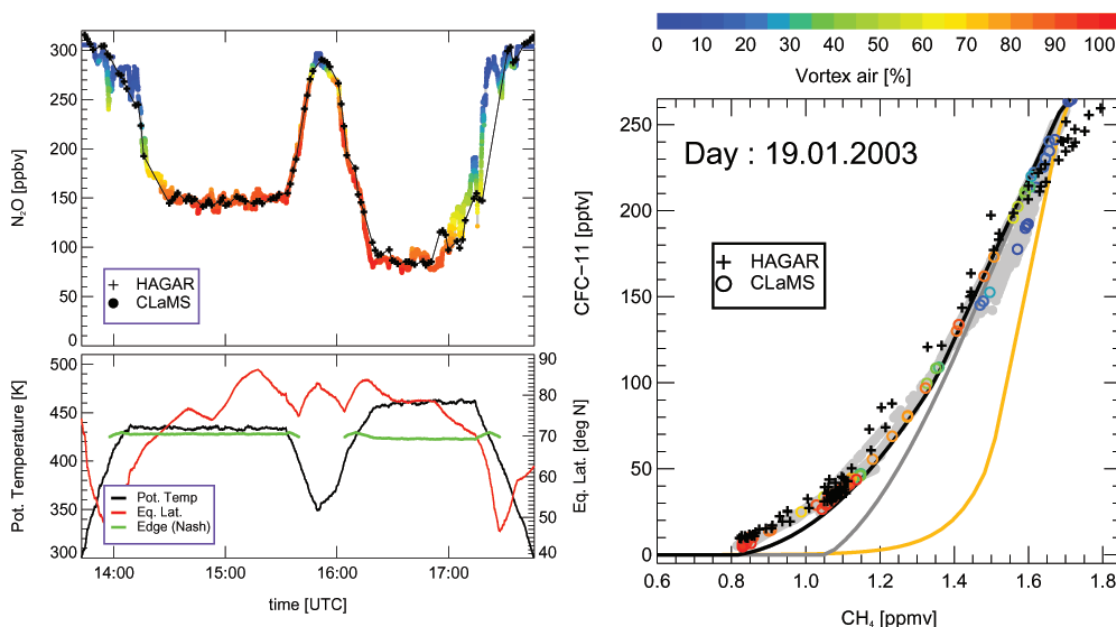 N₂O [ppbv]
300
250
200
150
100
50
0
HAGAR
CLaMS
Pot. Temperature [K]
500
450
400
350
300
90
80
70
60
50
40
Eq. Lat. [deg N]
Pot. Temp
Eq. Lat.
Edge (Nash)
14:00 15:00 16:00 17:00
time [UTC]
0 10 20 30 40 50 60 70 80 90 100
Vortex air [%]
CFC-11 [pptv]
250
200
150
100
50
0
Day : 19.01.2003
HAGAR
CLaMS
0.6 0.8 1.0 1.2 1.4 1.6 1.8
CH₄ [ppmv]